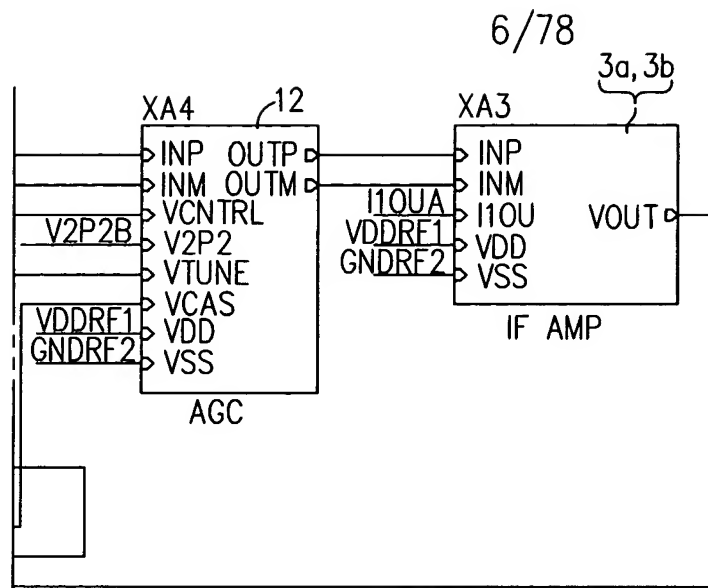 6/78
XA4
12
INP OUTP
INM OUTM
VCNTRL
V2P2B V2P2
VTUNE
VCAS
VDDRF1 VDD
GNDRF2 VSS
AGC
3a, 3b
XA3
INP
INM
I10UA I10U VOUT
VDDRF1 VDD
GNDRF2 VSS
IF AMP